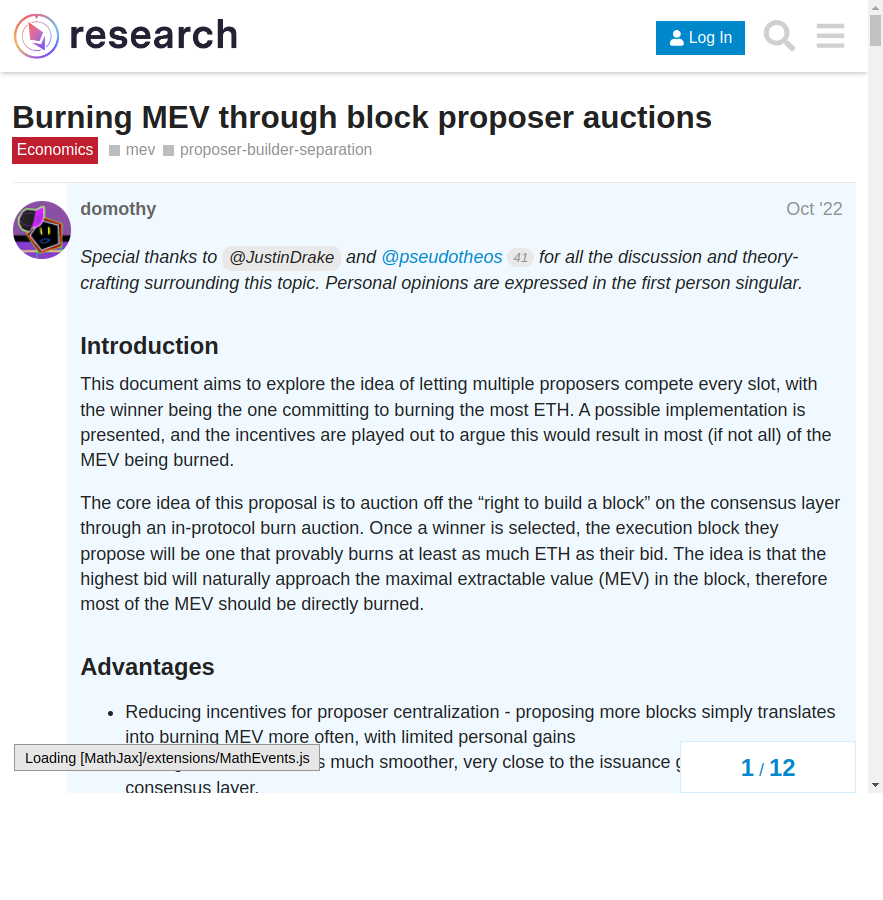 research
Log In
Burning MEV through block proposer auctions
Economics mev proposer-builder-separation
domothy Oct '22
Special thanks to @JustinDrake and @pseudotheos 41 for all the discussion and theory-
crafting surrounding this topic. Personal opinions are expressed in the first person singular.
Introduction
This document aims to explore the idea of letting multiple proposers compete every slot, with
the winner being the one committing to burning the most ETH. A possible implementation is
presented, and the incentives are played out to argue this would result in most (if not all) of the
MEV being burned.
The core idea of this proposal is to auction off the “right to build a block” on the consensus layer
through an in-protocol burn auction. Once a winner is selected, the execution block they
propose will be one that provably burns at least as much ETH as their bid. The idea is that the
highest bid will naturally approach the maximal extractable value (MEV) in the block, therefore
most of the MEV should be directly burned.
Advantages
Reducing incentives for proposer centralization - proposing more blocks simply translates
into burning MEV more often, with limited personal gains
much smoother, very close to the issuance
consensus layer.
Loading [MathJax]/extensions/MathEvents.js
1 / 12